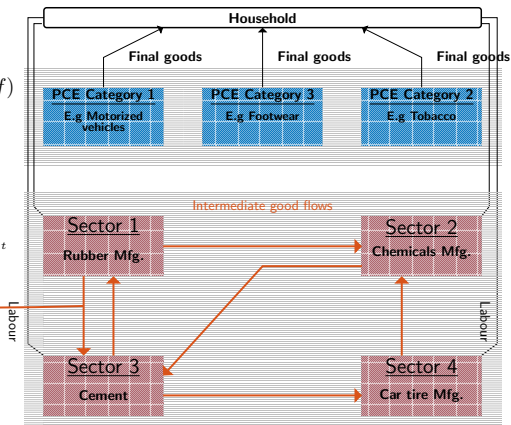 Household
Final goods
Final goods
Final goods
f)
PCE Category 1
E.g Motorized
vehicles
PCE Category 3
E.g Footwear
PCE Category 2
E.g Tobacco
Intermediate good flows
Sector 1
Rubber Mfg.
Sector 2
Chemicals Mfg.
t
Labour
Labour
Sector 3
Cement
Sector 4
Car tire Mfg.